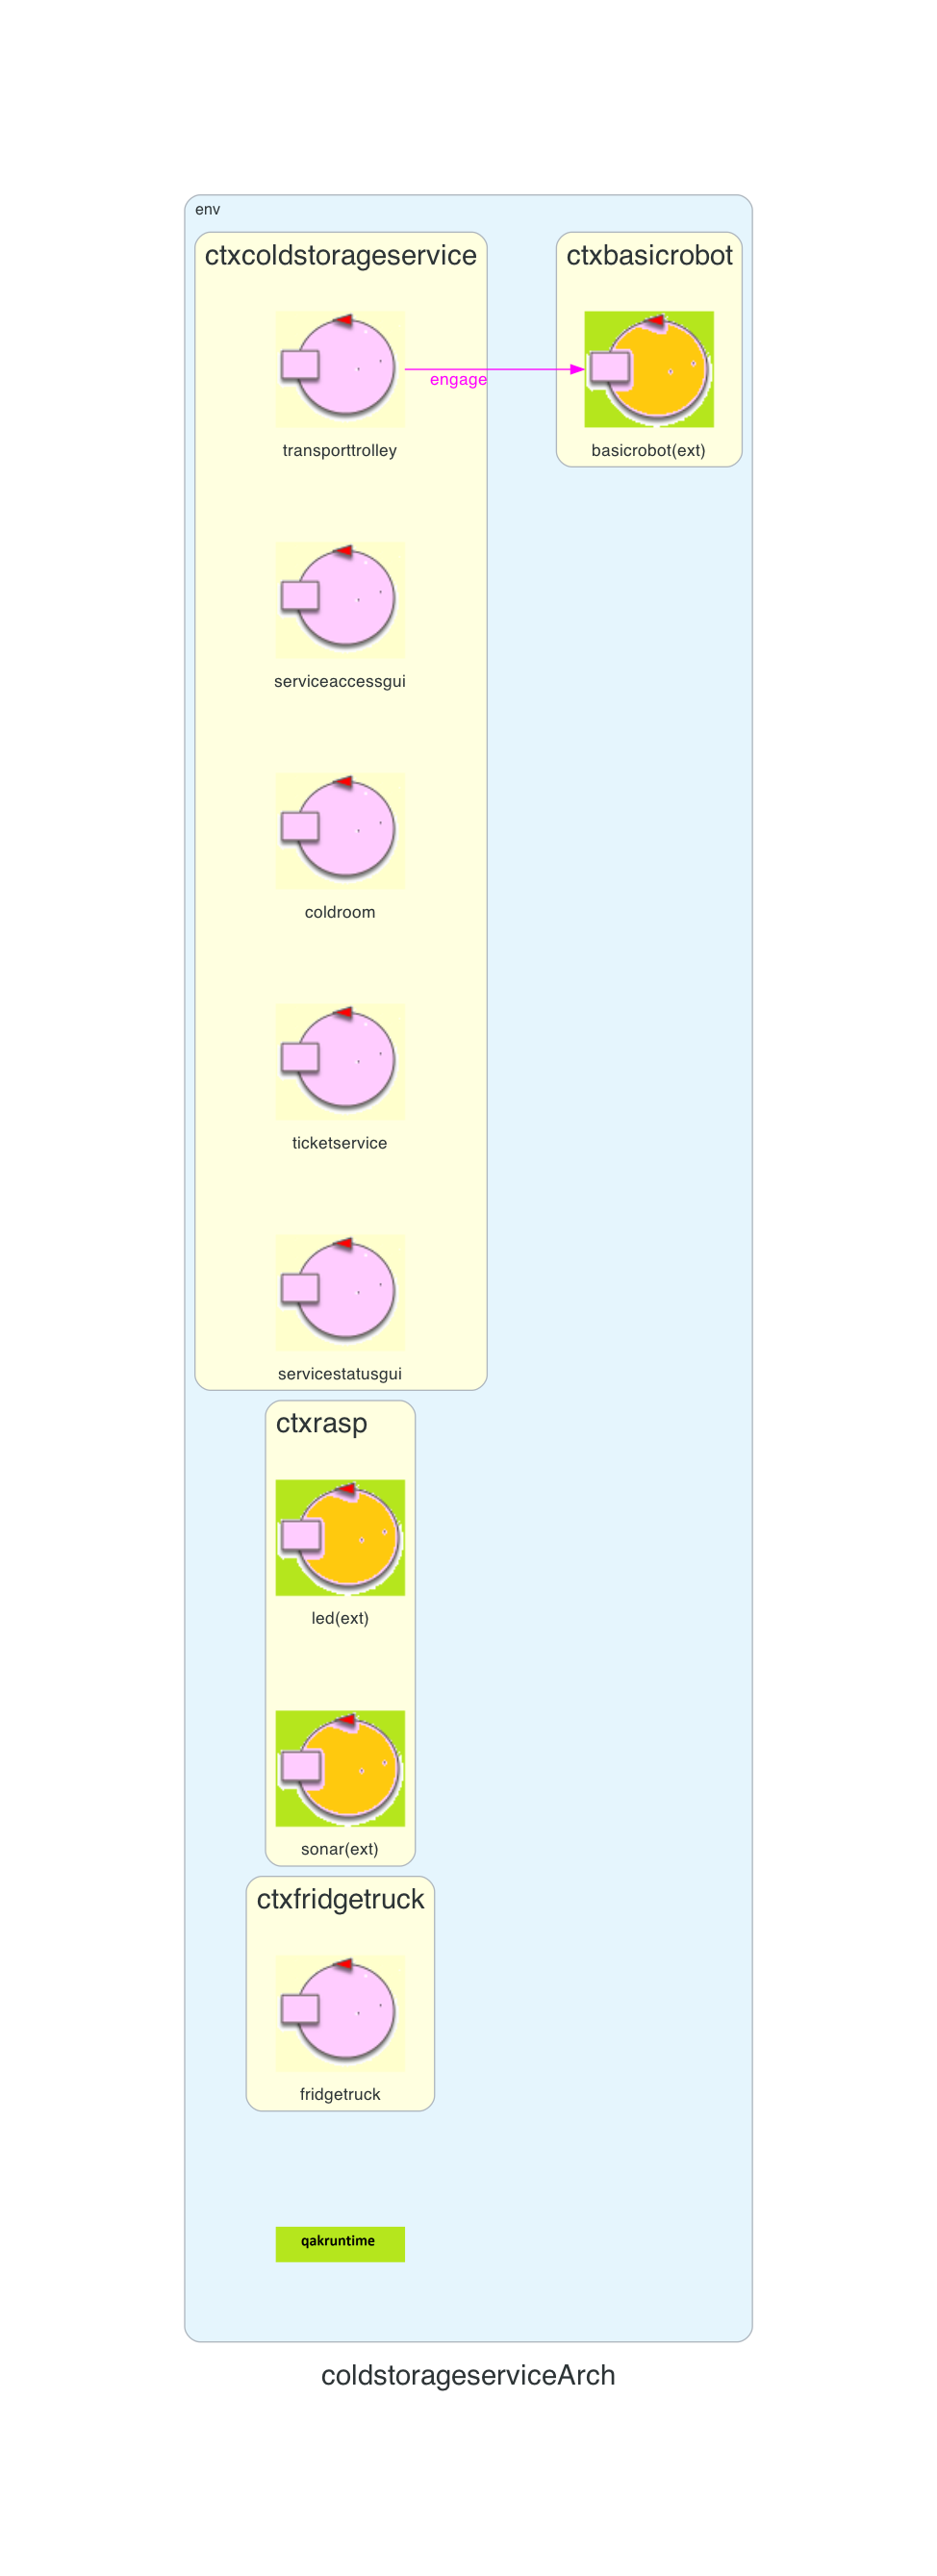 env
ctxcoldstorageservice
ctxbasicrobot
engage
transporttrolley
basicrobot(ext)
serviceaccessgui
coldroom
ticketservice
servicestatusgui
ctxrasp
led(ext)
sonar(ext)
ctxfridgetruck
fridgetruck
qakruntime
coldstorageserviceArch